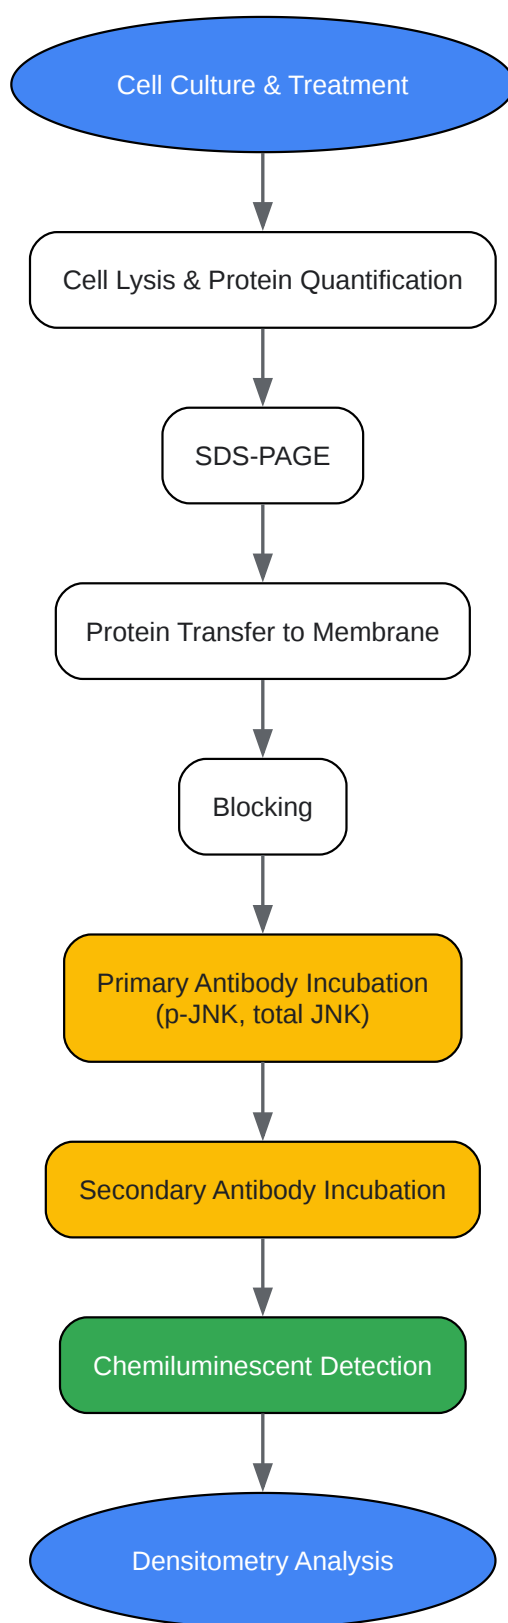 Cell Culture & Treatment
Cell Lysis & Protein Quantification
SDS-PAGE
Protein Transfer to Membrane
Blocking
Primary Antibody Incubation
(p-JNK, total JNK)
Secondary Antibody Incubation
Chemiluminescent Detection
Densitometry Analysis